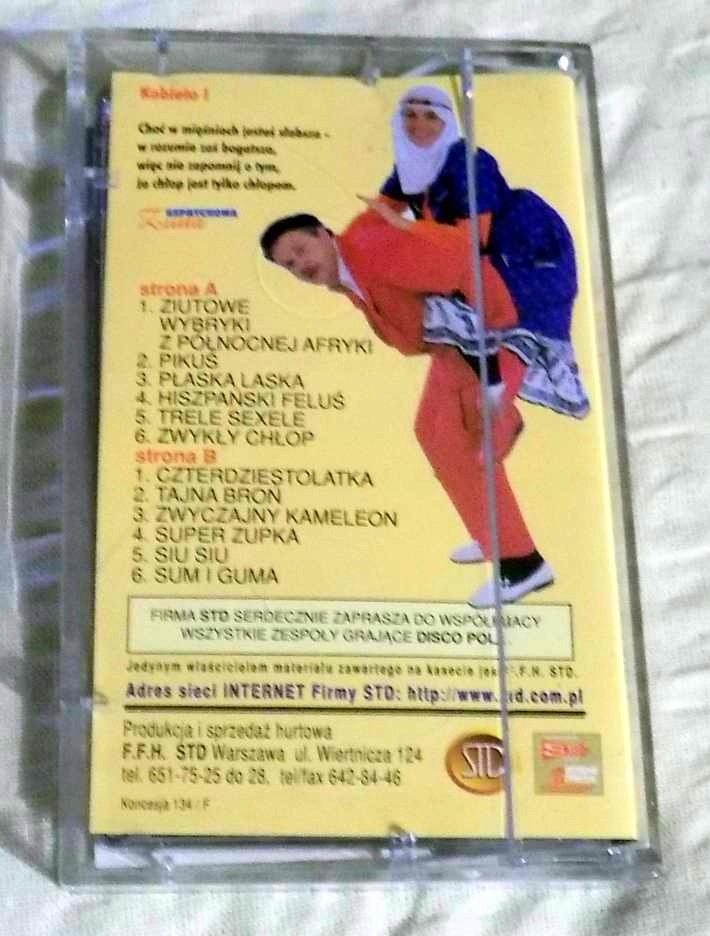 Kobieto !
Choć w mięśniach jesteś słabsza -
w rozumie zaś bogatsza,
więc nie zapomnij o tym,
że chłop jest tylko chłopem.
strona A
1. ZIUTOWE
WYBRYKI
Z PÓŁNOCNEJ AFRYKI
2. PIKUŚ
3. PŁASKA LASKA
4. HISZPAŃSKI FELUŚ
5. TRELE SEXELE
6. ZWYKŁY CHŁOP
strona B
1. CZTERDZIESTOLATKA
2. TAJNA BROŃ
3. ZWYCZAJNY KAMELEON
4. SUPER ZUPKA
5. SIU SIU
6. SUM I GUMA
FIRMA STD SERDECZNIE ZAPRASZA DO WSPÓŁPRACY
WSZYSTKIE ZESPOŁY GRAJĄCE DISCO
Jedynym właścicielem materiału zawartego na kasecie jest F.F.H. STD.
Adres sieci INTERNET Firmy STD: http://www.std.com.pl
Produkcja i sprzedaż hurtowa
F.F.H. STD Warszawa ul. Wiertnicza 124
tel. 651-75-25 do 28, tel/fax 642-84-46
STD
Koncesja 134 / F